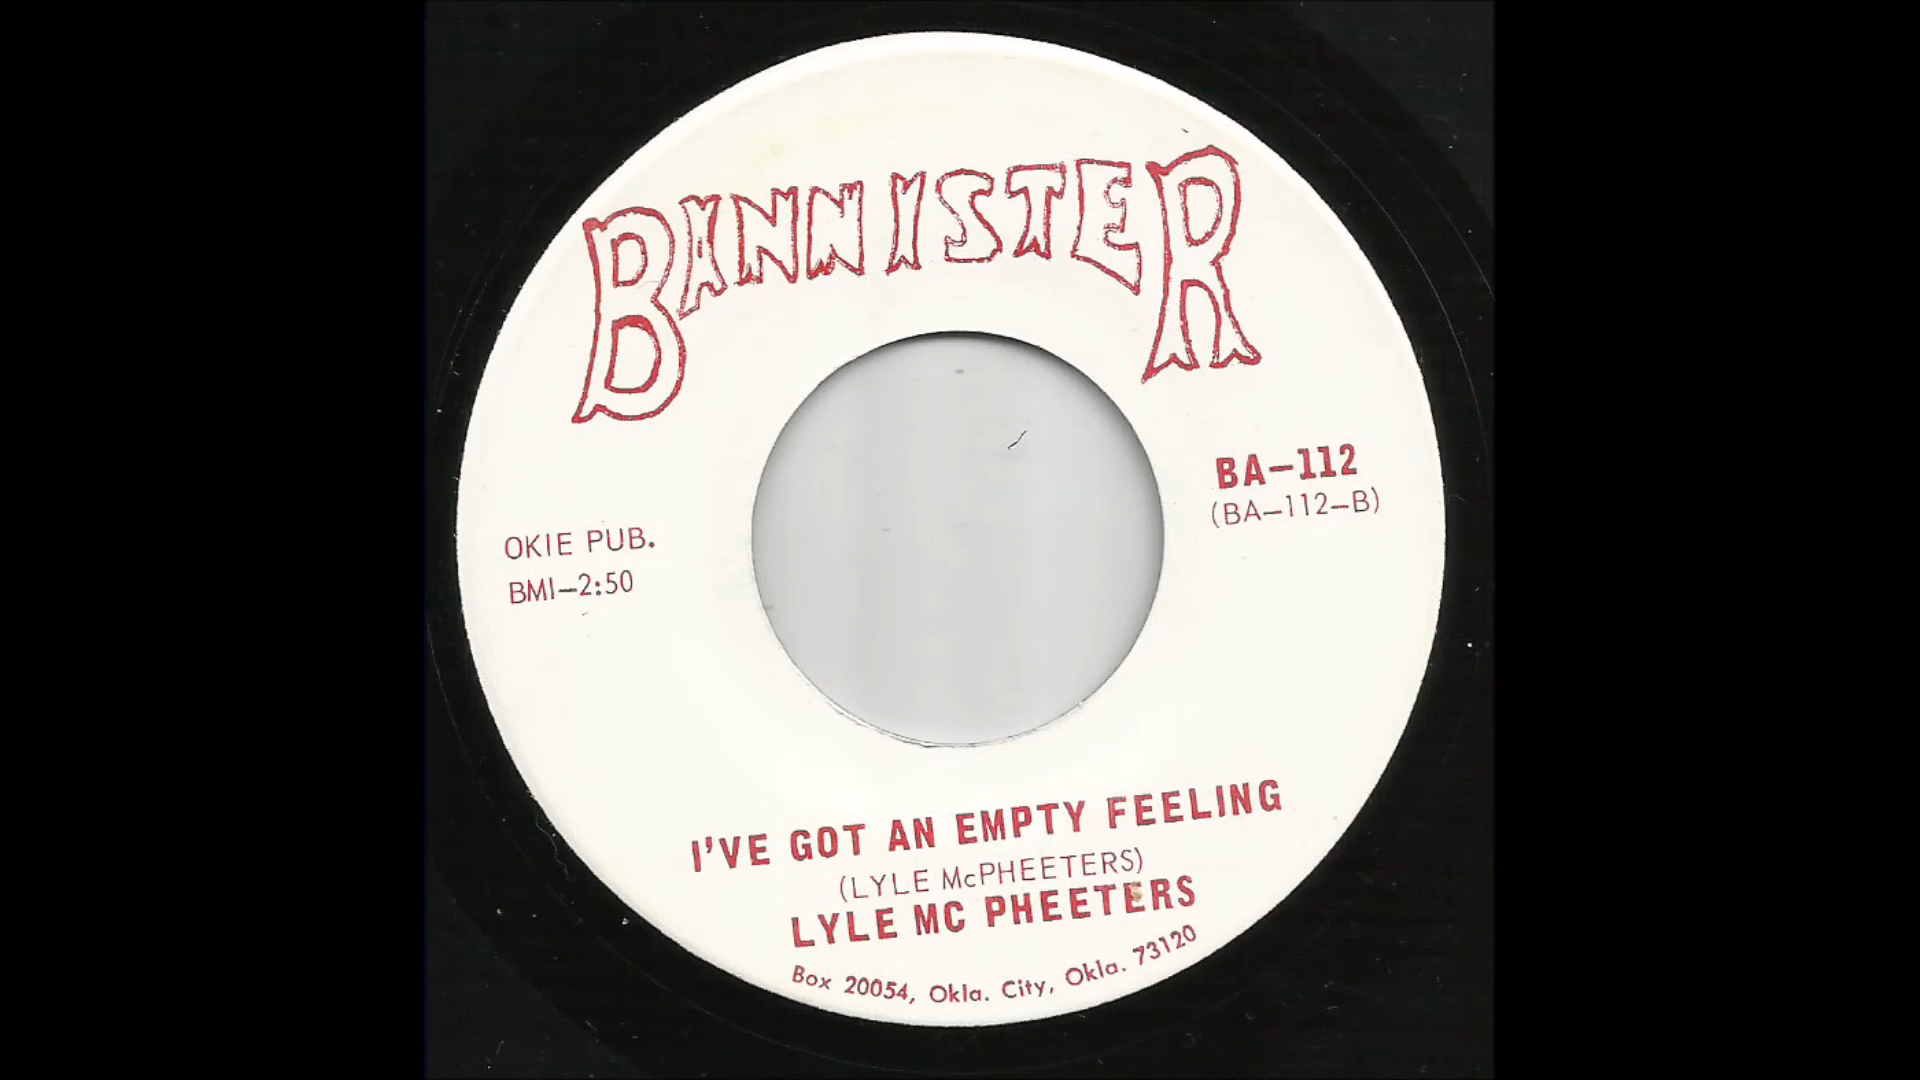 BANNISTER
BA-112
(BA-112-B)
OKIE PUB.
BMI-2:50
I'VE GOT AN EMPTY FEELING
(LYLE McPHEETERS)
LYLE MC PHEETERS
Box 20054, Okla. City, Okla. 73120